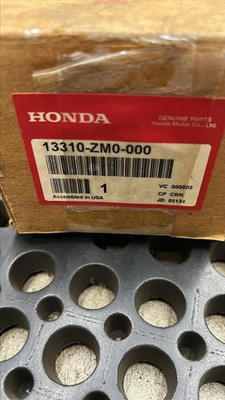 HONDA
GENUINE PARTS
Honda Motor Co., Ltd.
13310-ZM0-000
1
Assembled in USA
VC 000005
CP CRN
JD 05134